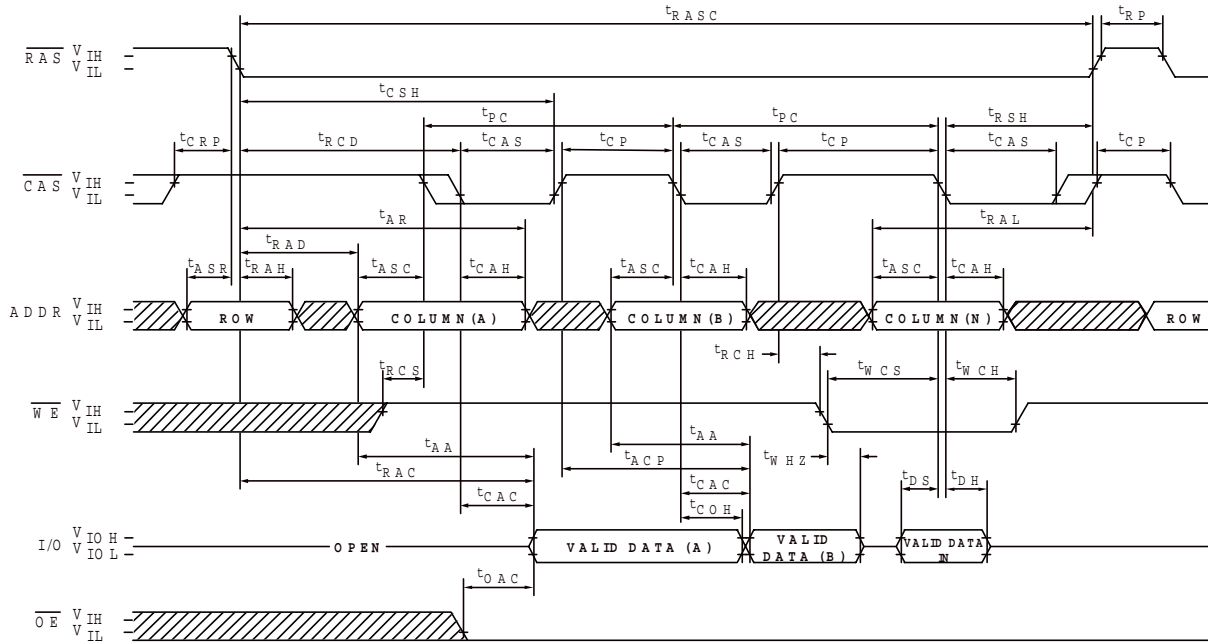 tRASC tRP
RAS VIH
VIL
tCSH
tPC tPC tRSH
tCRP tRCD tCAS tCP tCAS tCP tCAS tCP
CAS VIH
VIL
tAR tRAL
tRAD
tASR tRAH tASC tCAH tASC tCAH tASC tCAH
ADDR VIH
VIL
ROW COLUMN(A) COLUMN(B) COLUMN(N) ROW
tRCH
tRCS tWCS tWCH
WE VIH
VIL
tAA tAA
tWHZ
tRAC tACP
tCAC tCAC tDS tDH
tCOH
I/O VIOH
VIOL
OPEN VALID DATA (A) VALID DATA (B) VALID DATA IN
tOAC
OE VIH
VIL